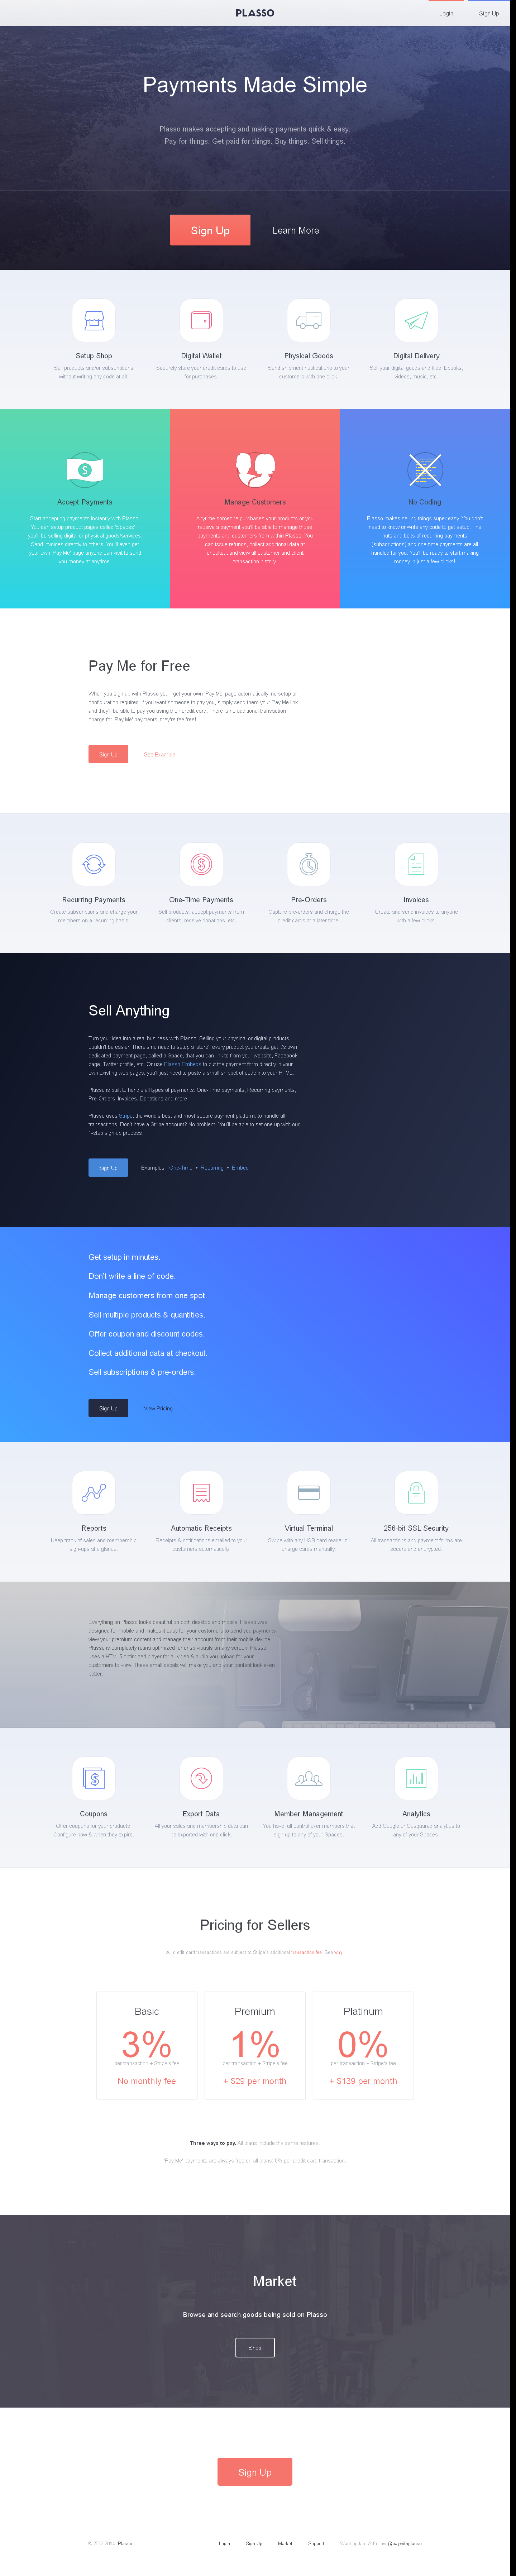 PLASSO
Login
Sign Up
Payments Made Simple
Plasso makes accepting and making payments quick & easy.
Pay for things. Get paid for things. Buy things. Sell things.
Sign Up
Learn More
Setup Shop
Sell products and/or subscriptions
without writing any code at all.
Digital Wallet
Securely store your credit cards to use
for purchases.
Physical Goods
Send shipment notifications to your
customers with one click.
Digital Delivery
Sell your digital goods and files. Ebooks,
videos, music, etc.
Accept Payments
Start accepting payments instantly with Plasso.
You can setup product pages called 'Spaces' if
you'll be selling digital or physical goods/services.
Send invoices directly to others. You'll even get
your own 'Pay Me' page anyone can visit to send
you money at anytime.
Manage Customers
Anytime someone purchases your products or you
receive a payment you'll be able to manage those
payments and customers from within Plasso. You
can issue refunds, collect additional data at
checkout and view all customer and client
transaction history.
No Coding
Plasso makes selling things super easy. You don't
need to know or write any code to get setup. The
nuts and bolts of recurring payments
(subscriptions) and one-time payments are all
handled for you. You'll be ready to start making
money in just a few clicks!
Pay Me for Free
When you sign up with Plasso you'll get your own 'Pay Me' page automatically, no setup or
configuration required. If you want someone to pay you, simply send them your Pay Me link
and they'll be able to pay you using their credit card. There is no additional transaction
charge for 'Pay Me' payments, they're fee free!
Sign Up
See Example
Recurring Payments
Create subscriptions and charge your
members on a recurring basis.
One-Time Payments
Sell products, accept payments from
clients, receive donations, etc.
Pre-Orders
Capture pre-orders and charge the
credit cards at a later time.
Invoices
Create and send invoices to anyone
with a few clicks.
Sell Anything
Turn your idea into a real business with Plasso. Selling your physical or digital products
couldn't be easier. There's no need to setup a 'store', every product you create get it's own
dedicated payment page, called a Space, that you can link to from your website, Facebook
page, Twitter profile, etc. Or use Plasso Embeds to put the payment form directly in your
own existing web pages, you'll just need to paste a small snippet of code into your HTML.
Plasso is built to handle all types of payments: One-Time payments, Recurring payments,
Pre-Orders, Invoices, Donations and more.
Plasso uses Stripe, the world's best and most secure payment platform, to handle all
transactions. Don't have a Stripe account? No problem. You'll be able to set one up with our
1-step sign up process.
Sign Up
Examples: One-Time • Recurring • Embed
Get setup in minutes.
Don't write a line of code.
Manage customers from one spot.
Sell multiple products & quantities.
Offer coupon and discount codes.
Collect additional data at checkout.
Sell subscriptions & pre-orders.
Sign Up
View Pricing
Reports
Keep track of sales and membership
sign-ups at a glance.
Automatic Receipts
Receipts & notifications emailed to your
customers automatically.
Virtual Terminal
Swipe with any USB card reader or
charge cards manually.
256-bit SSL Security
All transactions and payment forms are
secure and encrypted.
Everything on Plasso looks beautiful on both desktop and mobile. Plasso was
designed for mobile and makes it easy for your customers to send you payments,
view your premium content and manage their account from their mobile device.
Plasso is completely retina optimized for crisp visuals on any screen. Plasso
uses a HTML5 optimized player for all video & audio you upload for your
customers to view. These small details will make you and your content look even
better.
Coupons
Offer coupons for your products.
Configure how & when they expire.
Export Data
All your sales and membership data can
be exported with one click.
Member Management
You have full control over members that
sign up to any of your Spaces.
Analytics
Add Google or Gosquared analytics to
any of your Spaces.
Pricing for Sellers
All credit card transactions are subject to Stripe's additional transaction fee. See why.
Basic
3%
per transaction + Stripe's fee
No monthly fee
Premium
1%
per transaction + Stripe's fee
+ $29 per month
Platinum
0%
per transaction + Stripe's fee
+ $139 per month
Three ways to pay. All plans include the same features.
'Pay Me' payments are always free on all plans. 0% per credit card transaction.
Market
Browse and search goods being sold on Plasso
Shop
Sign Up
Plasso
Login
Sign Up
Market
Support
Want updates? Follow @paywithplasso